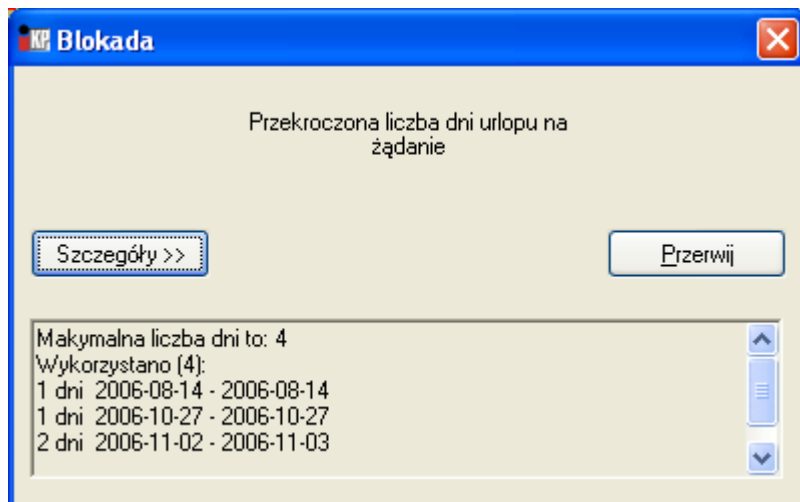 KP Blokada
Przekroczona liczba dni urlopu na
żądanie
Szczegóły >>
Przerwij
Makymalna liczba dni to: 4
Wykorzystano (4):
1 dni 2006-08-14 - 2006-08-14
1 dni 2006-10-27 - 2006-10-27
2 dni 2006-11-02 - 2006-11-03